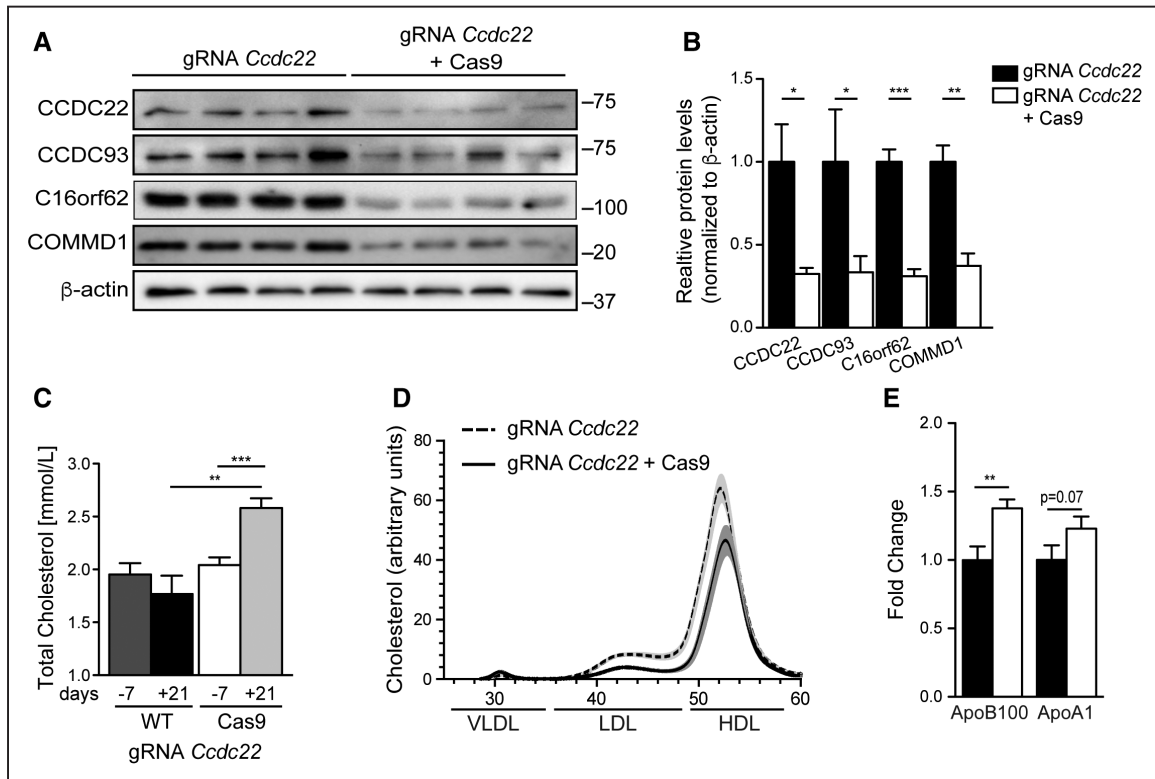 A
gRNA Ccdc22
gRNA Ccdc22
+ Cas9
CCDC22
–75
CCDC93
–75
C16orf62
–100
COMMD1
–20
β-actin
–37
B
gRNA Ccdc22
gRNA Ccdc22
+ Cas9
Realtive protein levels
(normalized to β-actin)
1.5
1.0
0.5
0.0
* * *** **
CCDC22 CCDC93 C16orf62 COMMD1
C
Total Cholesterol [mmol/L]
3.0
2.5
2.0
1.5
1.0
***
**
days -7 +21 -7 +21
WT Cas9
gRNA Ccdc22
D
gRNA Ccdc22
gRNA Ccdc22 + Cas9
Cholesterol (arbitrary units)
80
60
40
20
0
30 40 50 60
VLDL LDL HDL
E
Fold Change
2.0
1.5
1.0
0.5
0.0
**
p=0.07
ApoB100 ApoA1